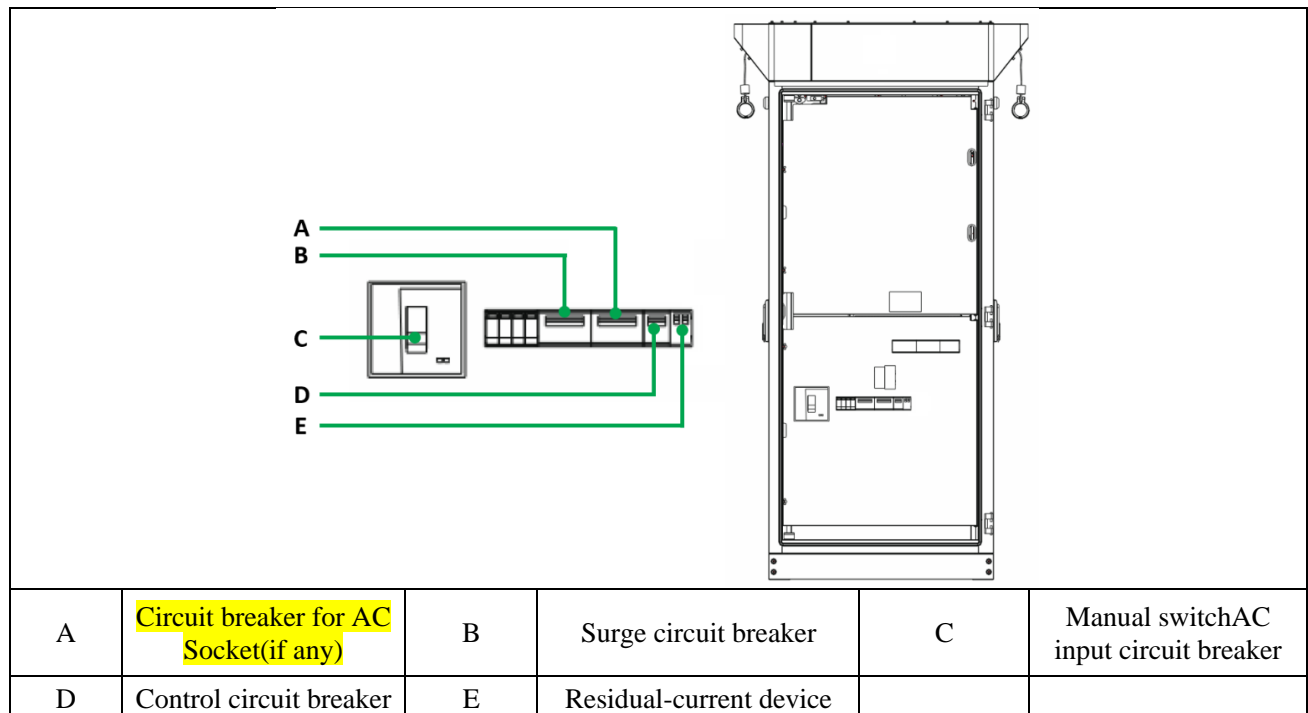 A
B
C
D
E
A
Circuit breaker for AC
Socket(if any)
B
Surge circuit breaker
C
Manual switchAC
input circuit breaker
D
Control circuit breaker
E
Residual-current device